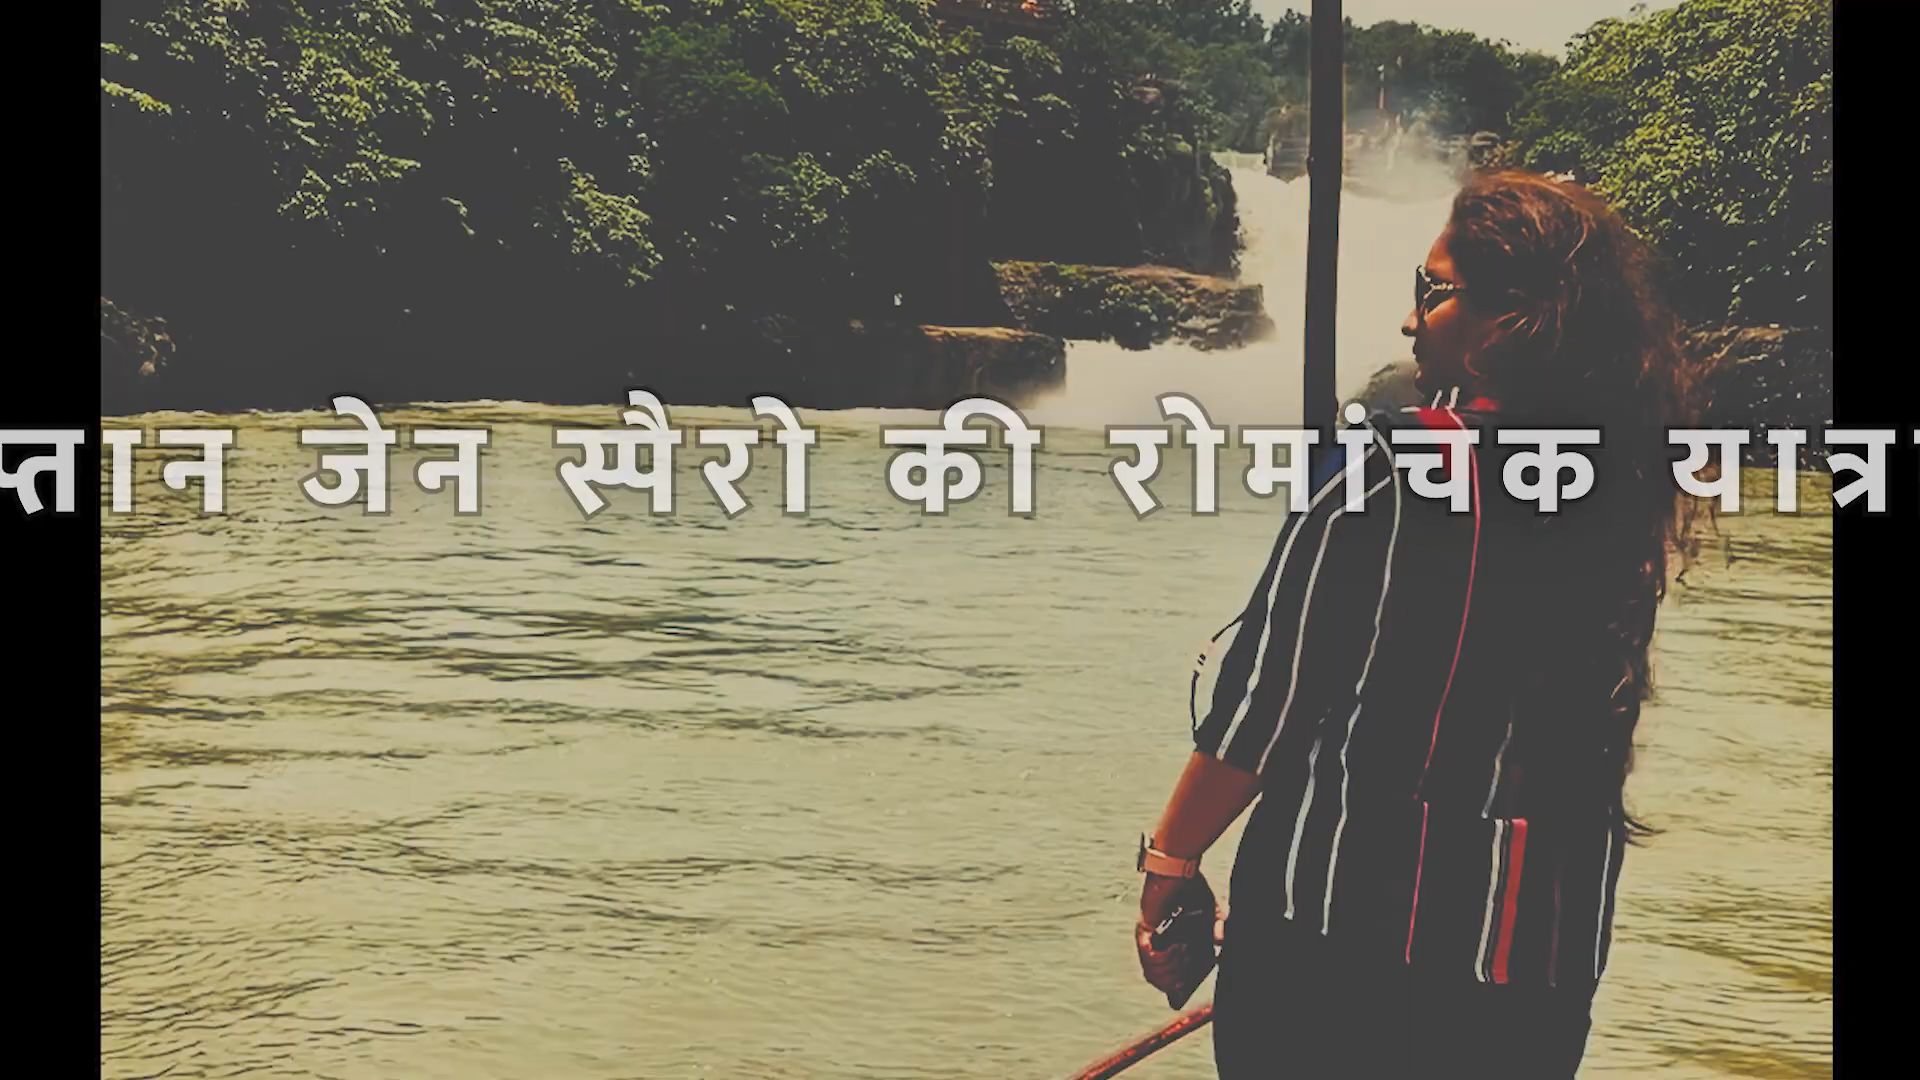 प्तान जेन स्पैरो की रोमांचक यात्र